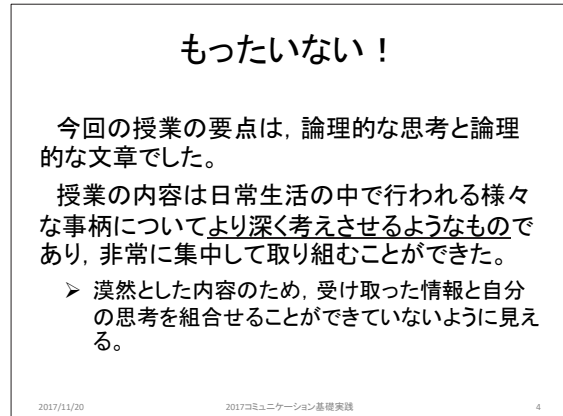 もったいない！
今回の授業の要点は，論理的な思考と論理
的な文章でした。
授業の内容は日常生活の中で行われる様々
な事柄についてより深く考えさせるようなもので
あり，非常に集中して取り組むことができた。
➢ 漠然とした内容のため，受け取った情報と自分
の思考を組合せることができていないように見え
る。
2017/11/20 2017コミュニケーション基礎実践 4